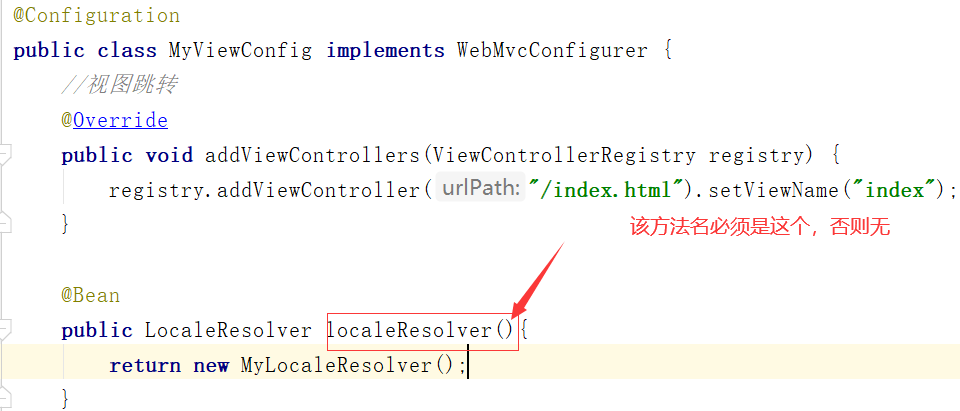 @Configuration
public class MyViewConfig implements WebMvcConfigurer {
//视图跳转
@Override
public void addViewControllers(ViewControllerRegistry registry) {
registry.addViewController( urlPath: "/index.html").setViewName("index");
}
该方法名必须是这个，否则无
@Bean
public LocaleResolver localeResolver(){
return new MyLocaleResolver();
}